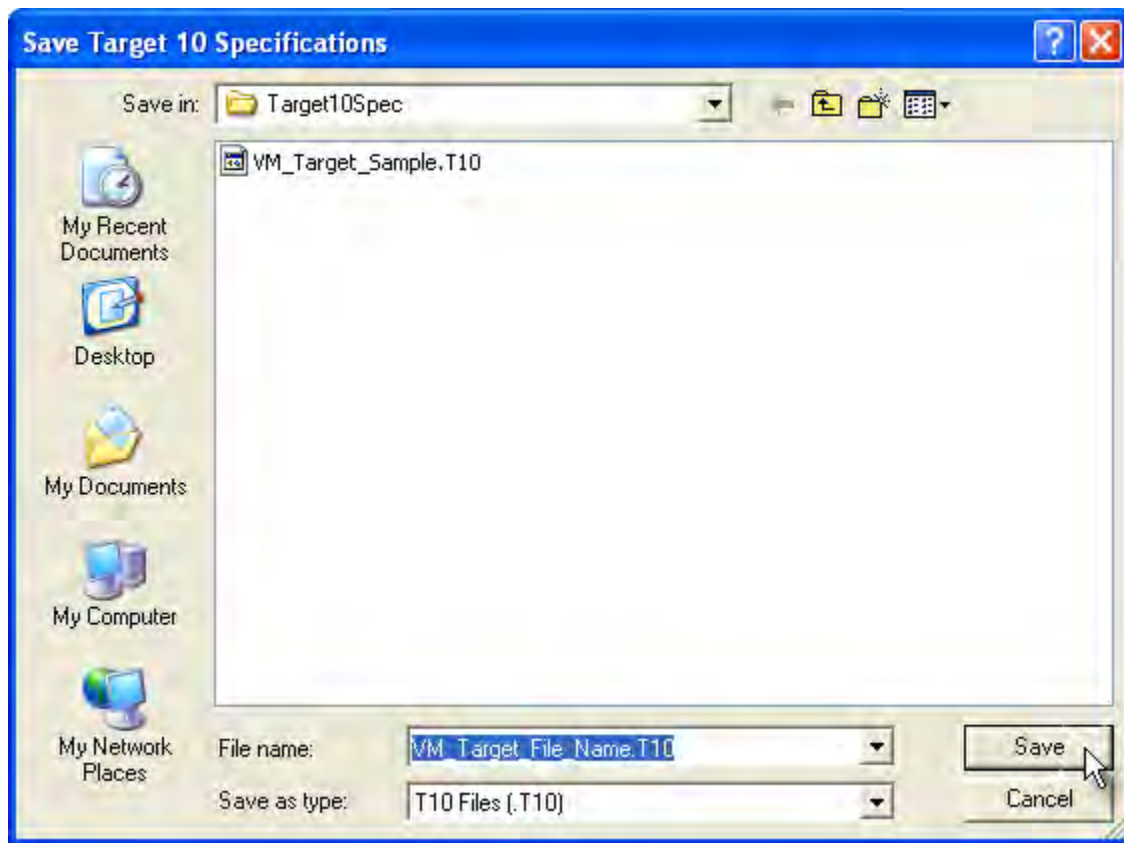 Save Target 10 Specifications
Save in:
Target10Spec
VM_Target_Sample.T10
My Recent
Documents
Desktop
My Documents
My Computer
My Network
Places
File name:
VM_Target_File_Name.T10
Save
Save as type:
T10 Files (.T10)
Cancel